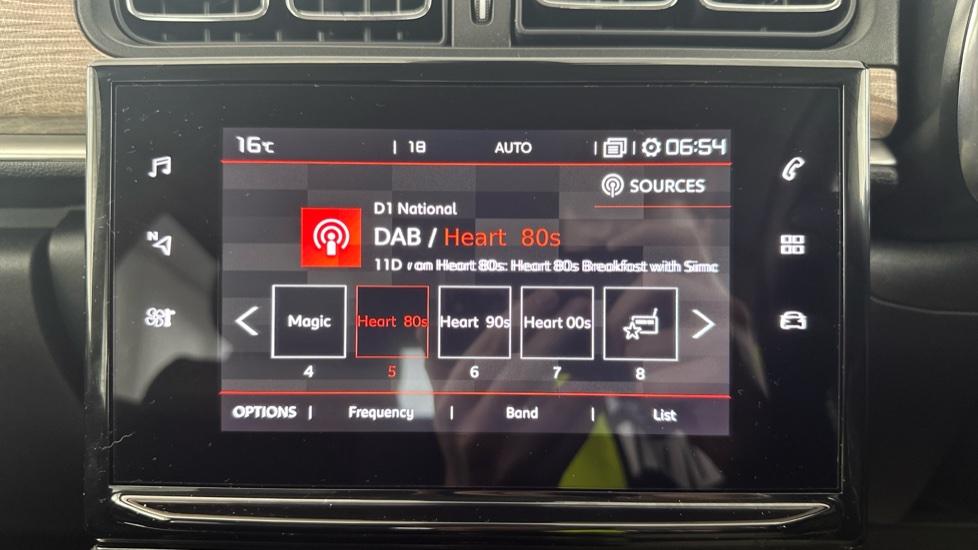 16°C | 18 AUTO | | 06:54
SOURCES
D1 National
DAB / Heart 80s
11D Heart 80s: Heart 80s Breakfast with
Magic Heart 80s Heart 90s Heart 00s
4 5 6 7 8
OPTIONS | Frequency | Band | List
N